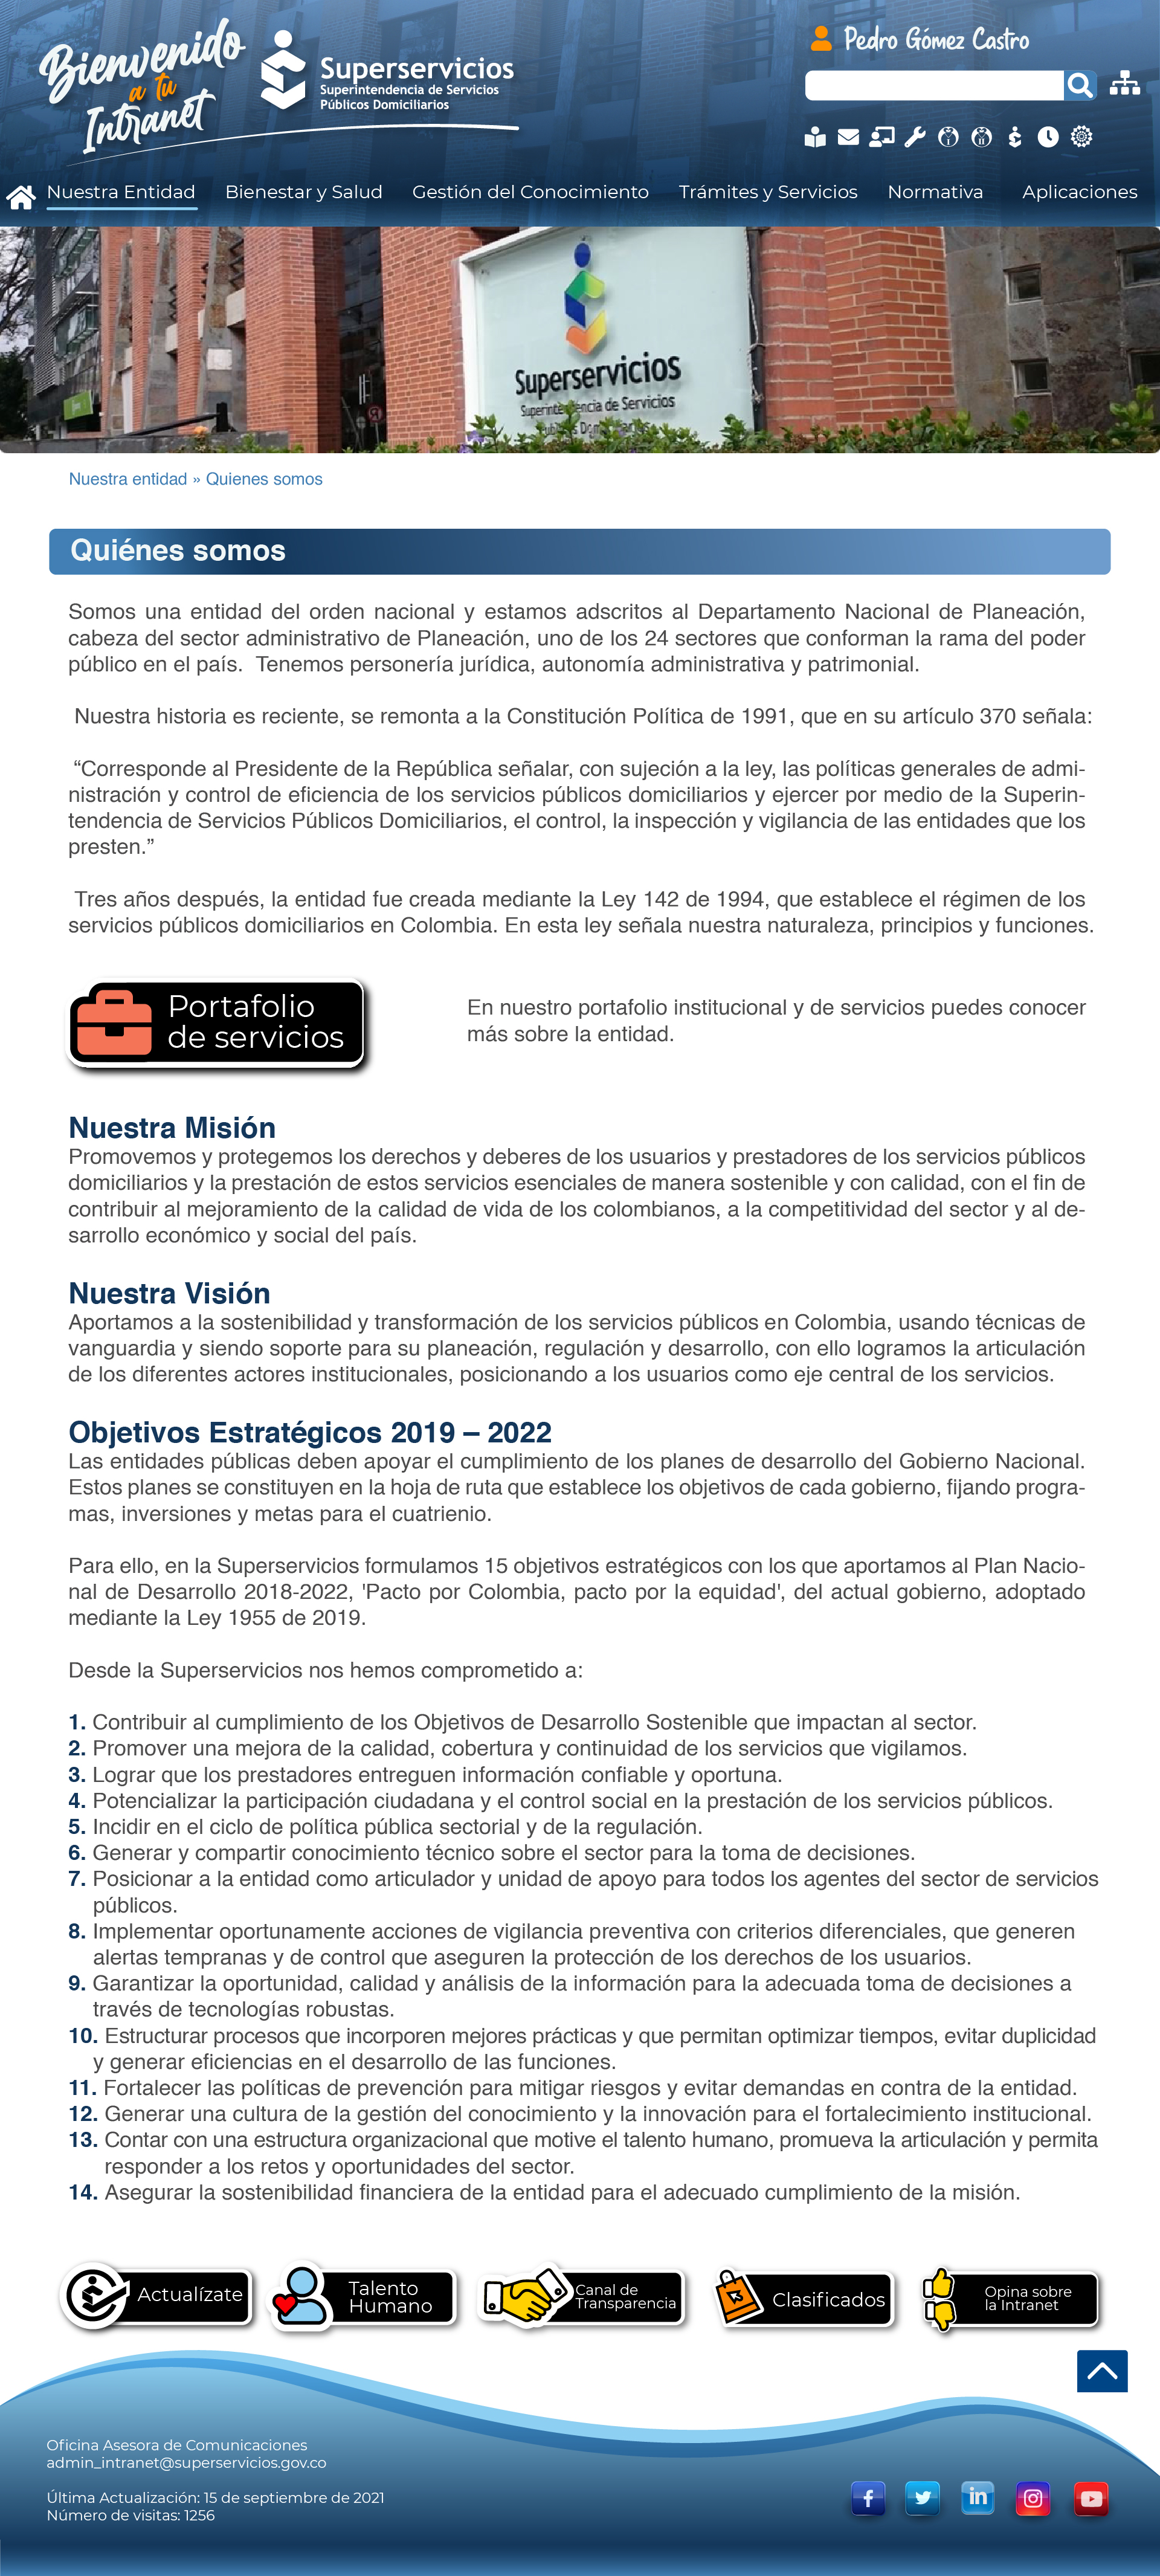 Bienvenido
a tu
Intranet
Superservicios
Superintendencia de Servicios
Públicos Domiciliarios
Pedro Gómez Castro
Nuestra Entidad Bienestar y Salud Gestión del Conocimiento Trámites y Servicios Normativa Aplicaciones
Superservicios
Superintendencia de Servicios
Públicos Dom
Nuestra entidad » Quienes somos
Quiénes somos
Somos una entidad del orden nacional y estamos adscritos al Departamento Nacional de Planeación,
cabeza del sector administrativo de Planeación, uno de los 24 sectores que conforman la rama del poder
público en el país. Tenemos personería jurídica, autonomía administrativa y patrimonial.
Nuestra historia es reciente, se remonta a la Constitución Política de 1991, que en su artículo 370 señala:
“Corresponde al Presidente de la República señalar, con sujeción a la ley, las políticas generales de admi-
nistración y control de eficiencia de los servicios públicos domiciliarios y ejercer por medio de la Superin-
tendencia de Servicios Públicos Domiciliarios, el control, la inspección y vigilancia de las entidades que los
presten.”
Tres años después, la entidad fue creada mediante la Ley 142 de 1994, que establece el régimen de los
servicios públicos domiciliarios en Colombia. En esta ley señala nuestra naturaleza, principios y funciones.
Portafolio
de servicios
En nuestro portafolio institucional y de servicios puedes conocer
más sobre la entidad.
Nuestra Misión
Promovemos y protegemos los derechos y deberes de los usuarios y prestadores de los servicios públicos
domiciliarios y la prestación de estos servicios esenciales de manera sostenible y con calidad, con el fin de
contribuir al mejoramiento de la calidad de vida de los colombianos, a la competitividad del sector y al de-
sarrollo económico y social del país.
Nuestra Visión
Aportamos a la sostenibilidad y transformación de los servicios públicos en Colombia, usando técnicas de
vanguardia y siendo soporte para su planeación, regulación y desarrollo, con ello logramos la articulación
de los diferentes actores institucionales, posicionando a los usuarios como eje central de los servicios.
Objetivos Estratégicos 2019 – 2022
Las entidades públicas deben apoyar el cumplimiento de los planes de desarrollo del Gobierno Nacional.
Estos planes se constituyen en la hoja de ruta que establece los objetivos de cada gobierno, fijando progra-
mas, inversiones y metas para el cuatrienio.
Para ello, en la Superservicios formulamos 15 objetivos estratégicos con los que aportamos al Plan Nacio-
nal de Desarrollo 2018-2022, 'Pacto por Colombia, pacto por la equidad', del actual gobierno, adoptado
mediante la Ley 1955 de 2019.
Desde la Superservicios nos hemos comprometido a:
1. Contribuir al cumplimiento de los Objetivos de Desarrollo Sostenible que impactan al sector.
2. Promover una mejora de la calidad, cobertura y continuidad de los servicios que vigilamos.
3. Lograr que los prestadores entreguen información confiable y oportuna.
4. Potencializar la participación ciudadana y el control social en la prestación de los servicios públicos.
5. Incidir en el ciclo de política pública sectorial y de la regulación.
6. Generar y compartir conocimiento técnico sobre el sector para la toma de decisiones.
7. Posicionar a la entidad como articulador y unidad de apoyo para todos los agentes del sector de servicios
públicos.
8. Implementar oportunamente acciones de vigilancia preventiva con criterios diferenciales, que generen
alertas tempranas y de control que aseguren la protección de los derechos de los usuarios.
9. Garantizar la oportunidad, calidad y análisis de la información para la adecuada toma de decisiones a
través de tecnologías robustas.
10. Estructurar procesos que incorporen mejores prácticas y que permitan optimizar tiempos, evitar duplicidad
y generar eficiencias en el desarrollo de las funciones.
11. Fortalecer las políticas de prevención para mitigar riesgos y evitar demandas en contra de la entidad.
12. Generar una cultura de la gestión del conocimiento y la innovación para el fortalecimiento institucional.
13. Contar con una estructura organizacional que motive el talento humano, promueva la articulación y permita
responder a los retos y oportunidades del sector.
14. Asegurar la sostenibilidad financiera de la entidad para el adecuado cumplimiento de la misión.
Actualízate
Talento
Humano
Canal de
Transparencia
Clasificados
Opina sobre
la Intranet
Oficina Asesora de Comunicaciones
admin_intranet@superservicios.gov.co
Última Actualización: 15 de septiembre de 2021
Número de visitas: 1256